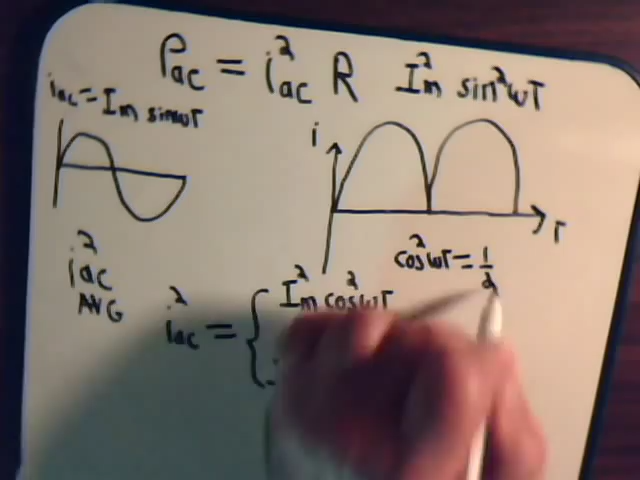 Pac = i²ac R   I²m sin²ωT
iac = Im sinωT
i
T
cos²ωT = 1/2
i²ac
AVG
i²ac = { I²m cos²ωT